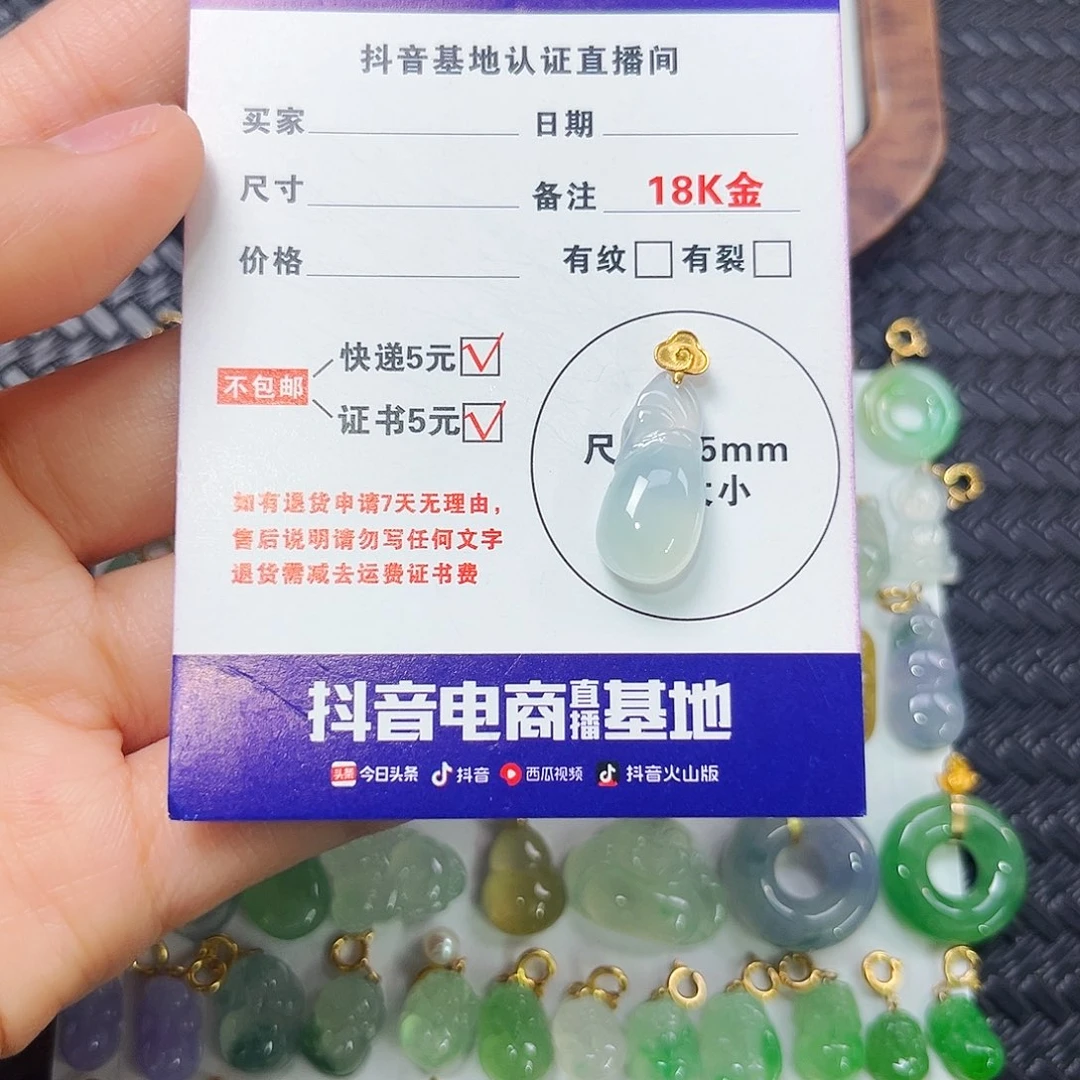 抖音基地认证直播间
买家 日期
尺寸 备注 18K金
价格 有纹 有裂
不包邮
快递5元
证书5元
尺 5mm
小
如有退货申请7天无理由,
售后说明请勿写任何文字
退货需减去运费证书费
抖音电商直播基地
头条 今日头条 抖音 西瓜视频 抖音火山版